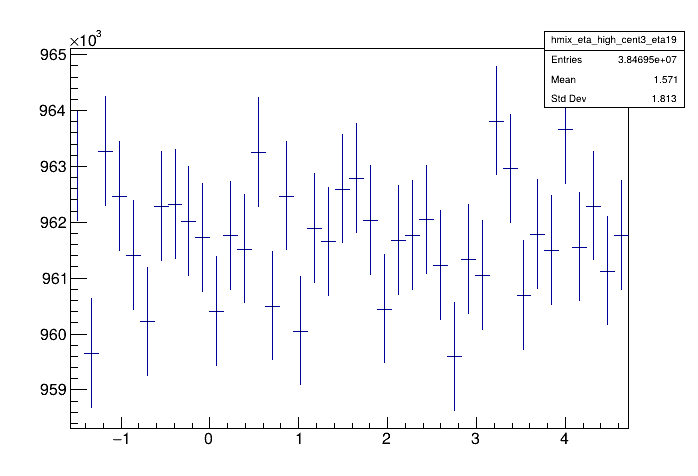 ×10³
hmix_eta_high_cent3_eta19
Entries 3.84695e+07
Mean 1.571
Std Dev 1.813
965
964
963
962
961
960
959
−1 0 1 2 3 4